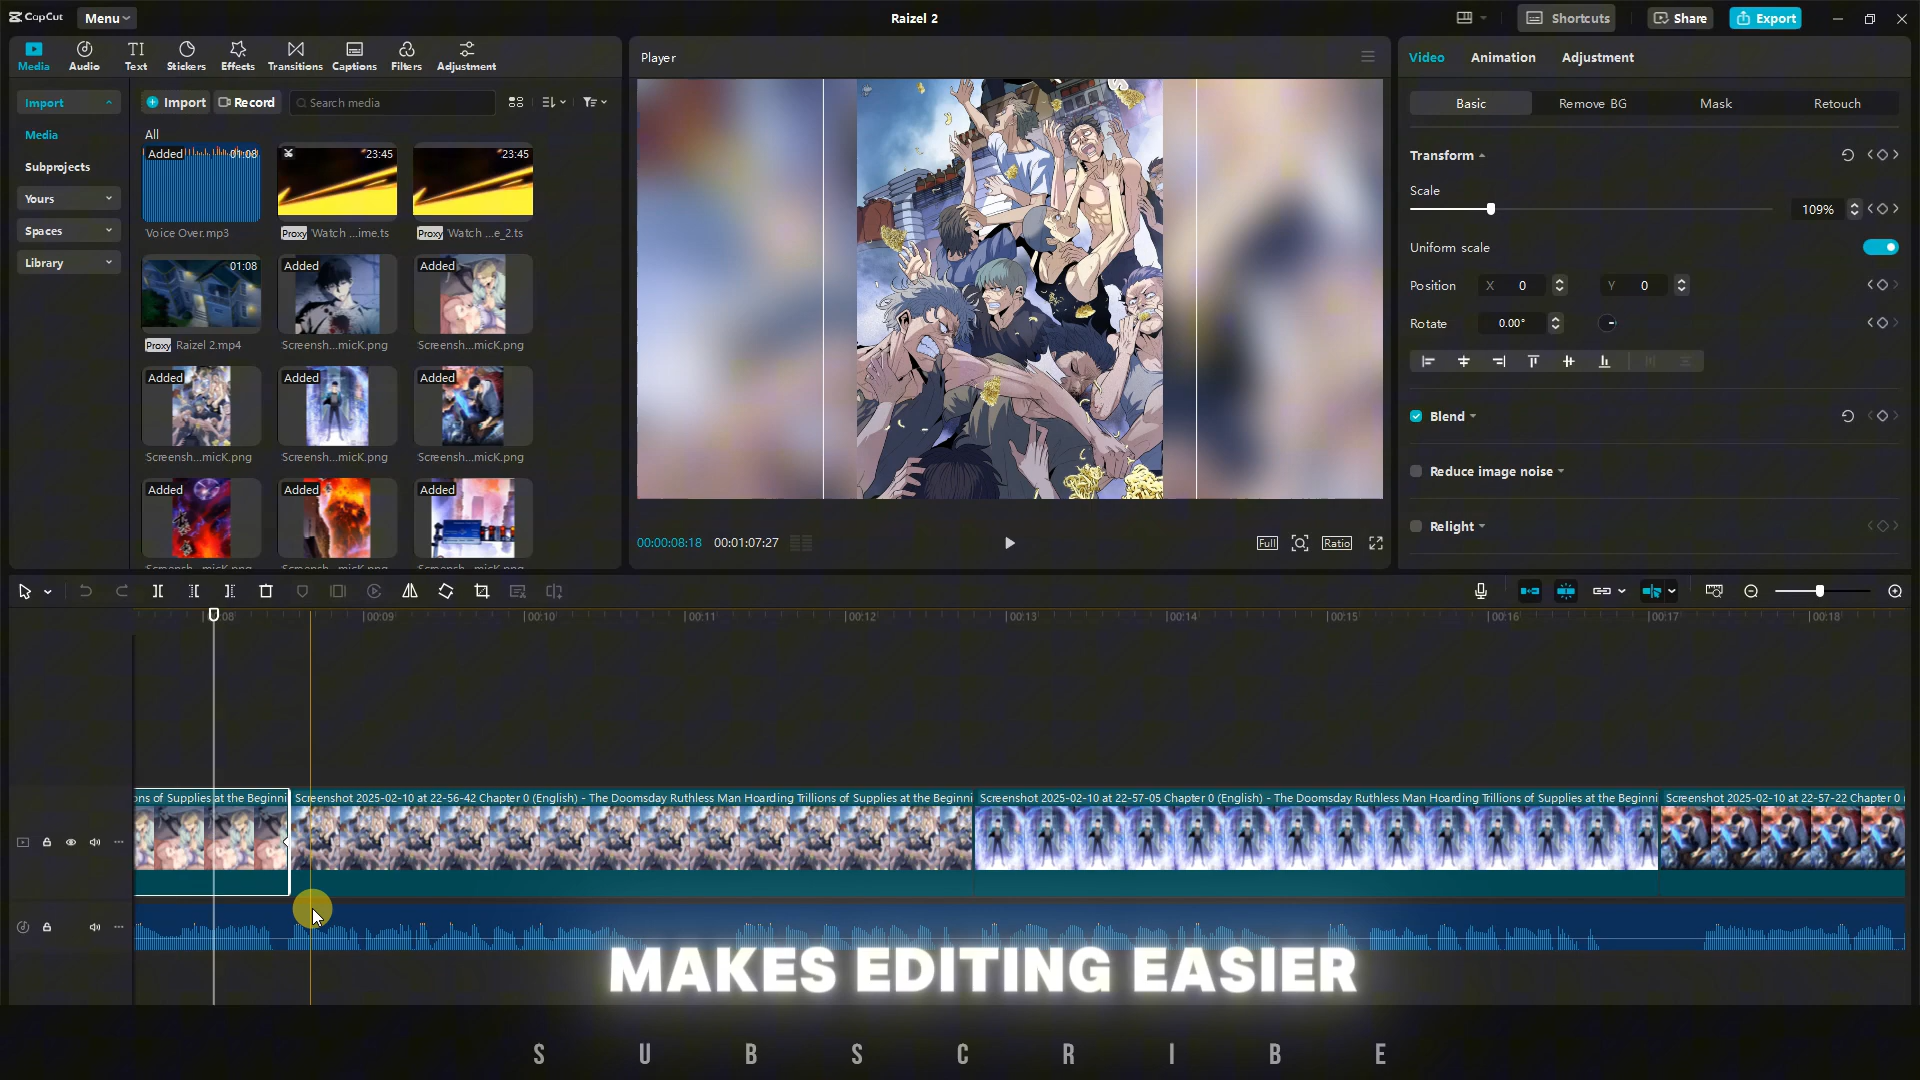 CapCut Menu Raizel 2 Shortcuts Share Export
Media Audio Text Stickers Effects Transitions Captions Filters Adjustment
Import
Media
Subprojects
Yours
Spaces
Library
Import Record Search media
All
Added 01:08
23:45
23:45
Voice Over.mp3
Proxy Watch ...ime.ts
Proxy Watch ...e_2.ts
01:08
Added
Added
Proxy Raizel 2.mp4
Screensh...micK.png
Screensh...micK.png
Added
Added
Added
Screensh...micK.png
Screensh...micK.png
Screensh...micK.png
Added
Added
Added
Player
00:00:08:18 00:01:07:27
Full
Ratio
Video Animation Adjustment
Basic Remove BG Mask Retouch
Transform
Scale
109%
Uniform scale
Position X 0 Y 0
Rotate 0.00°
Blend
Reduce image noise
Relight
00:08 00:09 00:10 00:11 00:12 00:13 00:14 00:15 00:16 00:17 00:18
ons of Supplies at the Beginni
Screenshot 2025-02-10 at 22-56-42 Chapter 0 (English) - The Doomsday Ruthless Man Hoarding Trillions of Supplies at the Beginni
Screenshot 2025-02-10 at 22-57-05 Chapter 0 (English) - The Doomsday Ruthless Man Hoarding Trillions of Supplies at the Beginni
Screenshot 2025-02-10 at 22-57-22 Chapter 0
MAKES EDITING EASIER
SUBSCRIBE